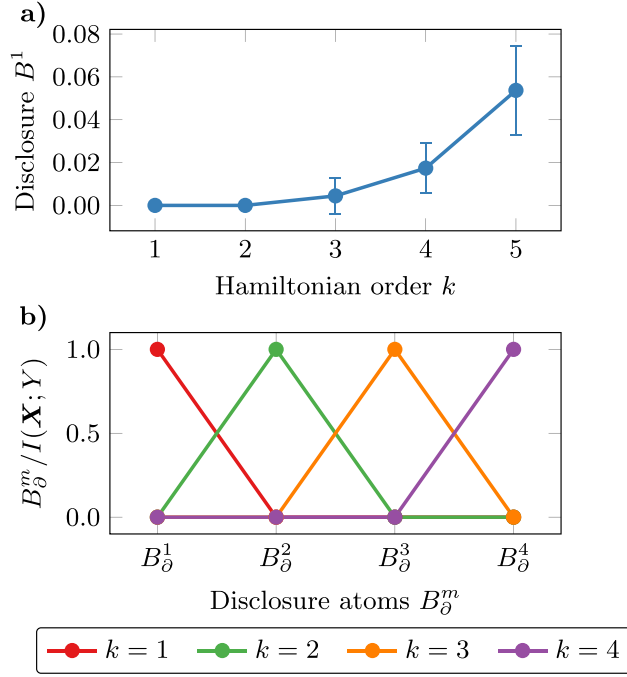 a)
Disclosure B¹
0.08
0.06
0.04
0.02
0.00
1 2 3 4 5
Hamiltonian order k
b)
B∂ᵐ/I(X;Y)
1.0
0.5
0.0
B∂¹ B∂² B∂³ B∂⁴
Disclosure atoms B∂ᵐ
k = 1 k = 2 k = 3 k = 4